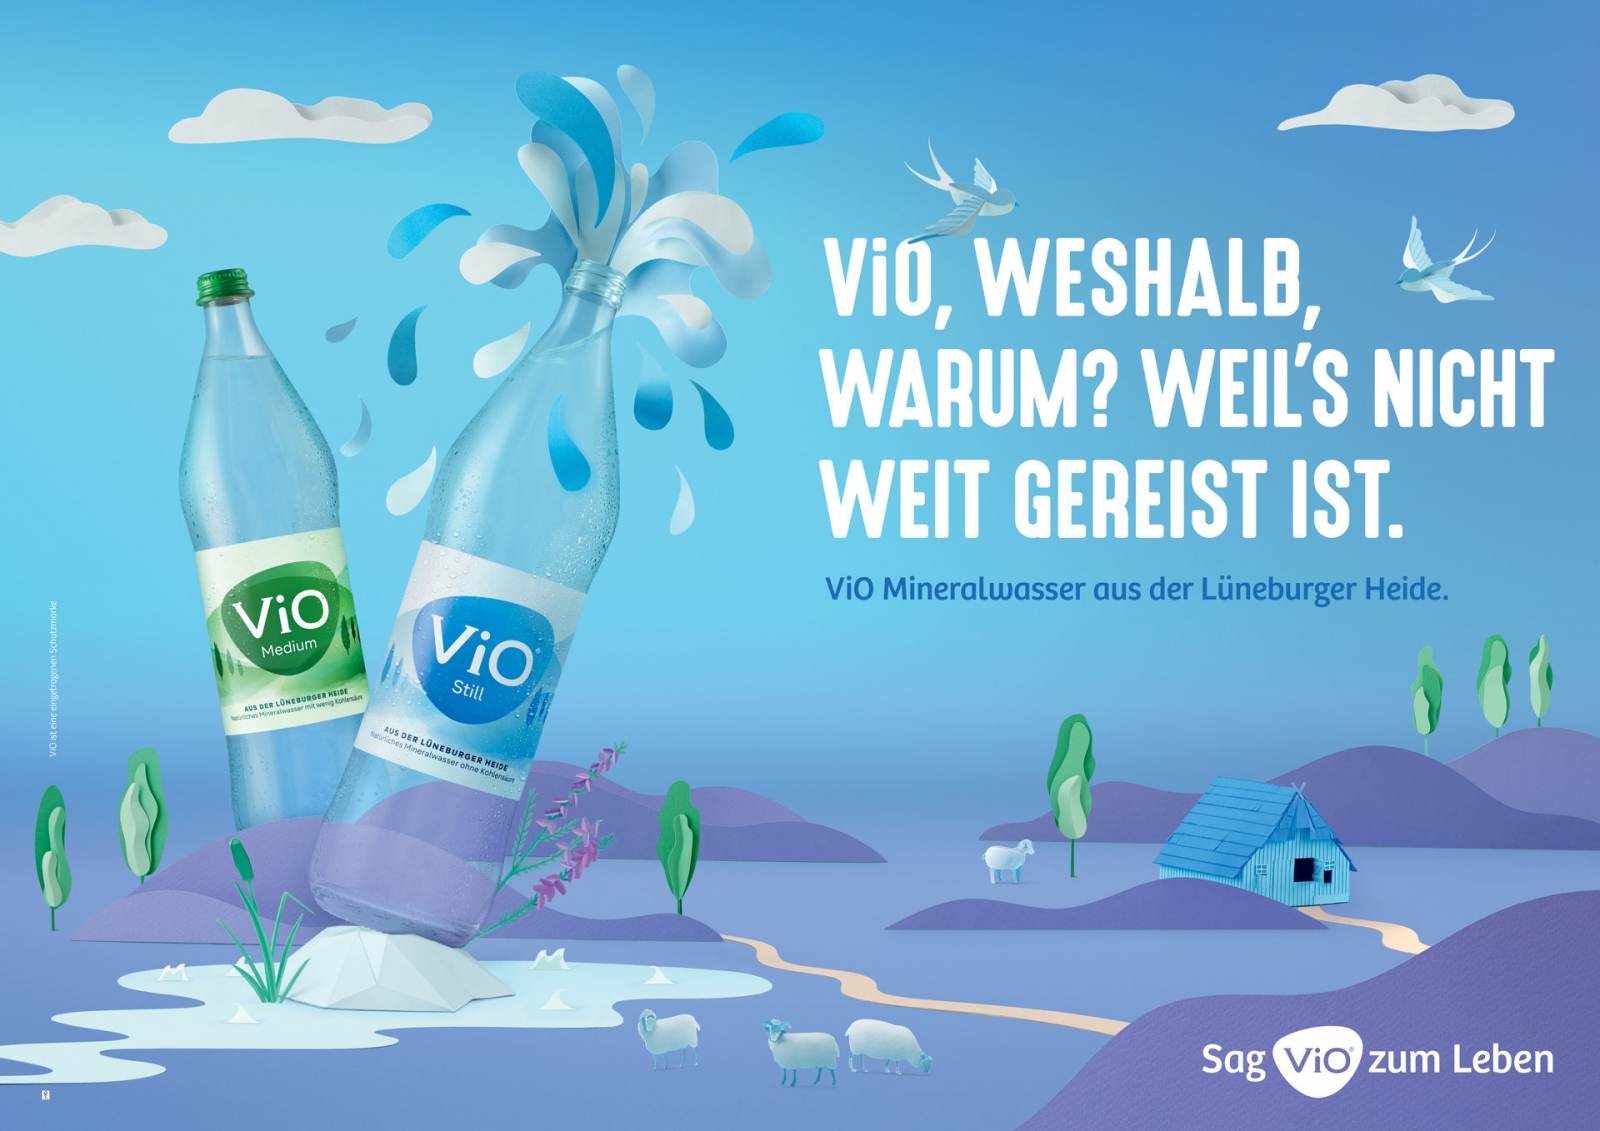 ViO, WESHALB,
WARUM? WEIL'S NICHT
WEIT GEREIST IST.
ViO Mineralwasser aus der Lüneburger Heide.
ViO
Medium
AUS DER LÜNEBURGER HEIDE
Natürliches Mineralwasser mit wenig Kohlensäure
ViO
Still
AUS DER LÜNEBURGER HEIDE
Natürliches Mineralwasser ohne Kohlensäure
ViO ist eine eingetragenen Schutzmarke
Sag ViO® zum Leben